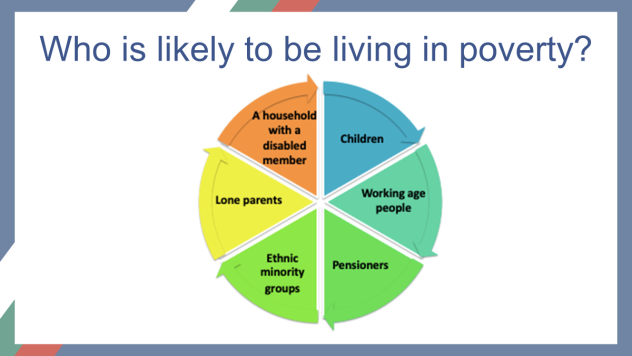 Who is likely to be living in poverty?
A household
with a
disabled
member
Children
Lone parents
Working age
people
Ethnic
minority
groups
Pensioners